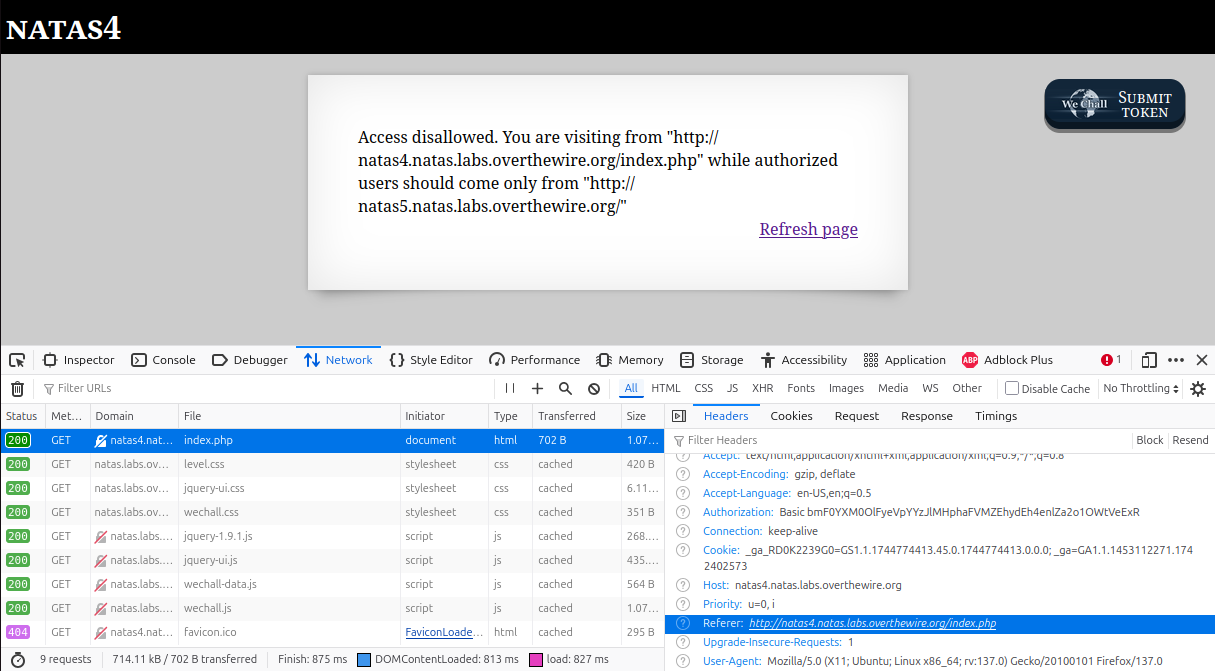 NATAS4
We Chall
SUBMIT
TOKEN
Access disallowed. You are visiting from "http://
natas4.natas.labs.overthewire.org/index.php" while authorized
users should come only from "http://
natas5.natas.labs.overthewire.org/"
Refresh page
Inspector Console Debugger Network Style Editor Performance Memory Storage Accessibility Application ABP Adblock Plus 1
Filter URLs All HTML CSS JS XHR Fonts Images Media WS Other Disable Cache No Throttling
Status Met... Domain File Initiator Type Transferred Size
200 GET natas4.nat... index.php document html 702 B 1.07...
200 GET natas.labs.ov... level.css stylesheet css cached 420 B
200 GET natas.labs.ov... jquery-ui.css stylesheet css cached 6.11...
200 GET natas.labs.ov... wechall.css stylesheet css cached 351 B
200 GET natas.labs.... jquery-1.9.1.js script js cached 268....
200 GET natas.labs.... jquery-ui.js script js cached 435....
200 GET natas.labs.... wechall-data.js script js cached 564 B
200 GET natas.labs.... wechall.js script js cached 1.07...
404 GET natas4.nat... favicon.ico FaviconLoade... html cached 295 B
9 requests 714.11 kB / 702 B transferred Finish: 875 ms DOMContentLoaded: 813 ms load: 827 ms
Headers Cookies Request Response Timings
Filter Headers Block Resend
Accept: text/html,application/xhtml+xml,application/xml;q=0.9,*/*;q=0.8
Accept-Encoding: gzip, deflate
Accept-Language: en-US,en;q=0.5
Authorization: Basic bmF0YXM0OlFyeVpYYzJlMHphaFVMZEhydEh4enlZa2o1OWtVeExR
Connection: keep-alive
Cookie: _ga_RD0K2239G0=GS1.1.1744774413.45.0.1744774413.0.0.0; _ga=GA1.1.1453112271.174
2402573
Host: natas4.natas.labs.overthewire.org
Priority: u=0, i
Referer: http://natas4.natas.labs.overthewire.org/index.php
Upgrade-Insecure-Requests: 1
User-Agent: Mozilla/5.0 (X11; Ubuntu; Linux x86_64; rv:137.0) Gecko/20100101 Firefox/137.0